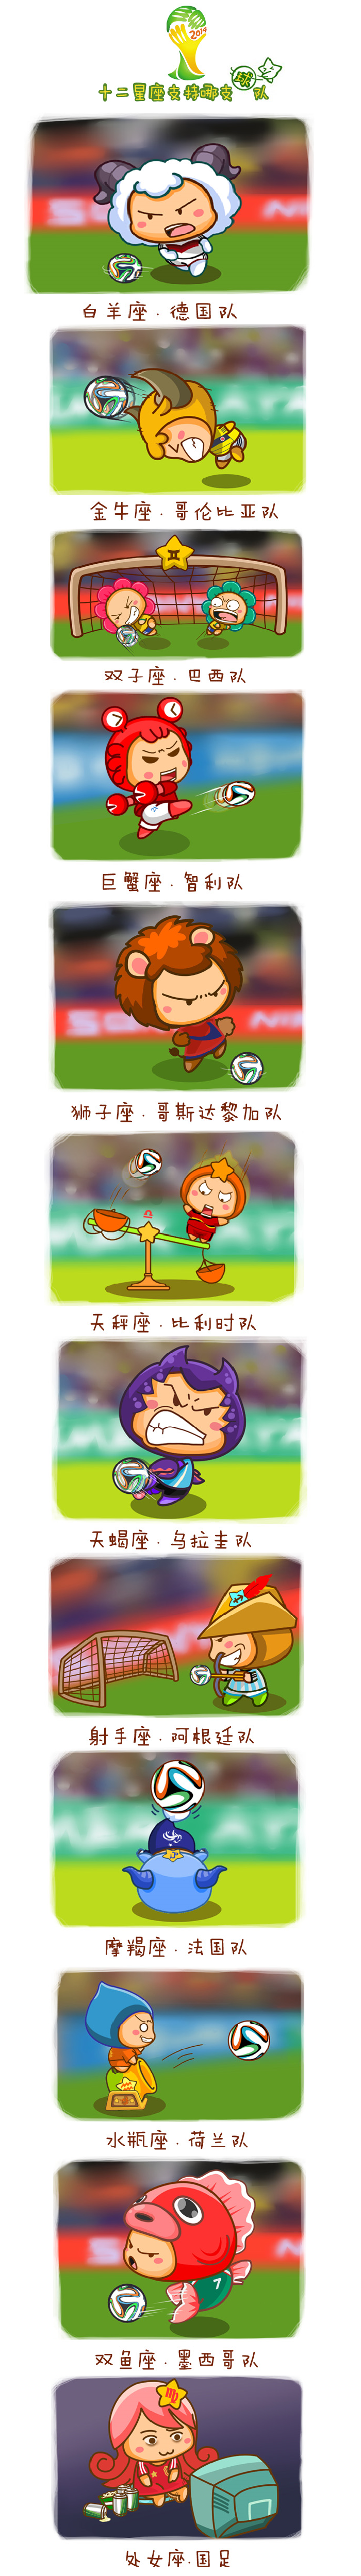 2014
十二星座支持哪支球队
白羊座·德国队
金牛座·哥伦比亚队
双子座·巴西队
巨蟹座·智利队
狮子座·哥斯达黎加队
天秤座·比利时队
天蝎座·乌拉圭队
射手座·阿根廷队
摩羯座·法国队
水瓶座·荷兰队
7
双鱼座·墨西哥队
处女座·国足